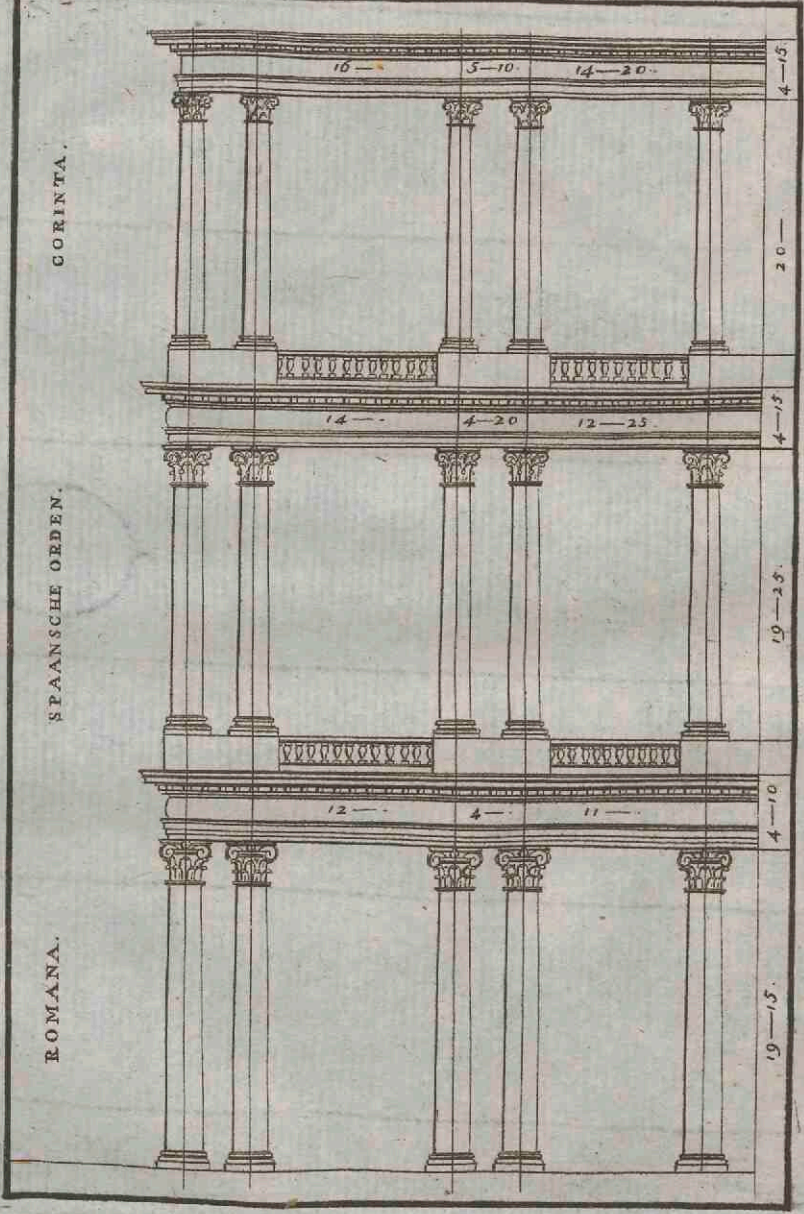 16—. 5—10. 14—20.
4—15.
CORINTA.
20—
14—. 4—20 12—25.
4—15
SPAANSCHE ORDEN.
19—25.
12—. 4—. 11—.
4—10
ROMANA.
19—15.